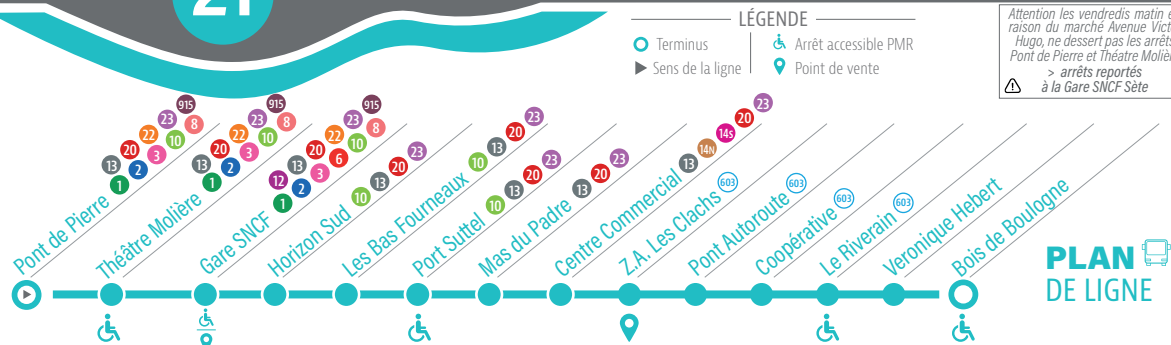 21
LÉGENDE
Terminus
Arrêt accessible PMR
Sens de la ligne
Point de vente
Attention les vendredis matin
raison du marché Avenue
Hugo, ne dessert pas les arrêts
Pont de Pierre et Théatre
> arrêts reportés
à la Gare SNCF Sète
Pont de Pierre 1 2 3 10 8 13 20 22 23 915
Théâtre Molière 1 2 3 10 8 13 20 22 23 915
Gare SNCF 1 2 3 6 10 8 12 13 20 22 23 915
Horizon Sud 10 13 20 23
Les Bas Fourneaux 10 13 20 23
Port Suttel 10 13 20 23
Mas du Padre 13 20 23
Centre Commercial 13 14N 14S 20 23
Z.A. Les Clachs 603
Pont Autoroute 603
Coopérative 603
Le Riverain 603
Veronique Hebert
Bois de Boulogne
PLAN
DE LIGNE